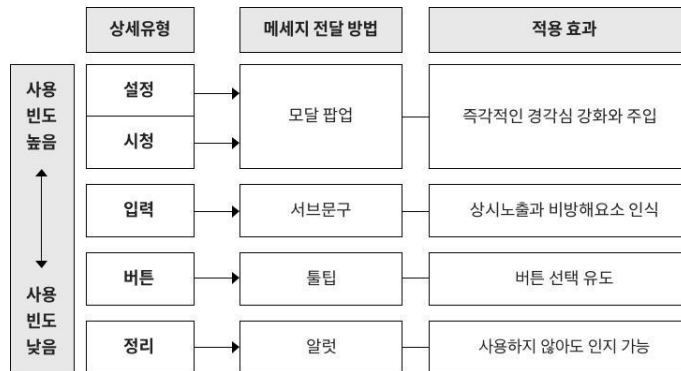 상세유형
메세지 전달 방법
적용 효과
사용
빈도
높음
설정
시청
모달 팝업
즉각적인 경각심 강화와 주입
입력
서브문구
상시노출과 비방해요소 인식
버튼
툴팁
버튼 선택 유도
사용
빈도
낮음
정리
알럿
사용하지 않아도 인지 가능